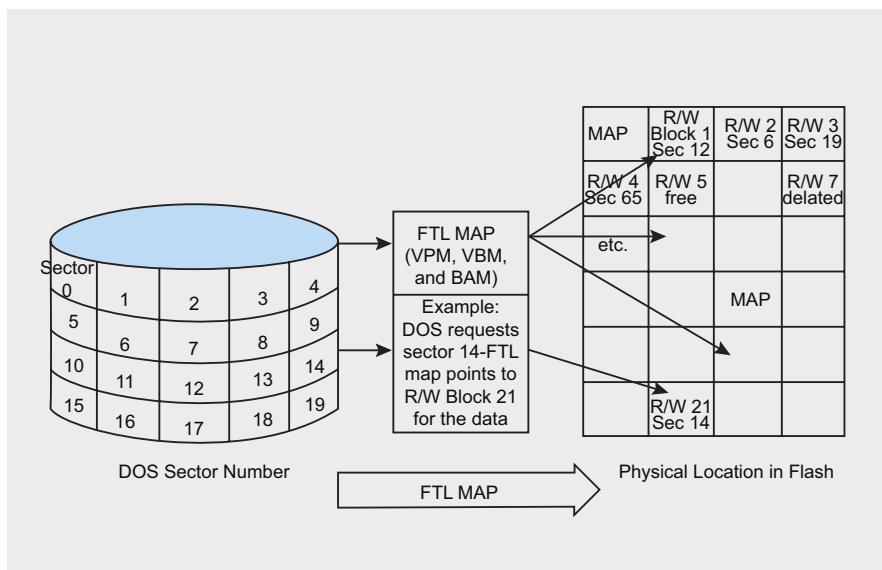 Sector
0
1
2
3
4
5
6
7
8
9
10
11
12
13
14
15
16
17
18
19
DOS Sector Number
FTL MAP
(VPM, VBM,
and BAM)
Example:
DOS requests
sector 14-FTL
map points to
R/W Block 21
for the data
FTL MAP
MAP
R/W
Block 1
Sec 12
R/W 2
Sec 6
R/W 3
Sec 19
R/W 4
Sec 65
R/W 5
free
R/W 7
delated
etc.
MAP
R/W 21
Sec 14
Physical Location in Flash